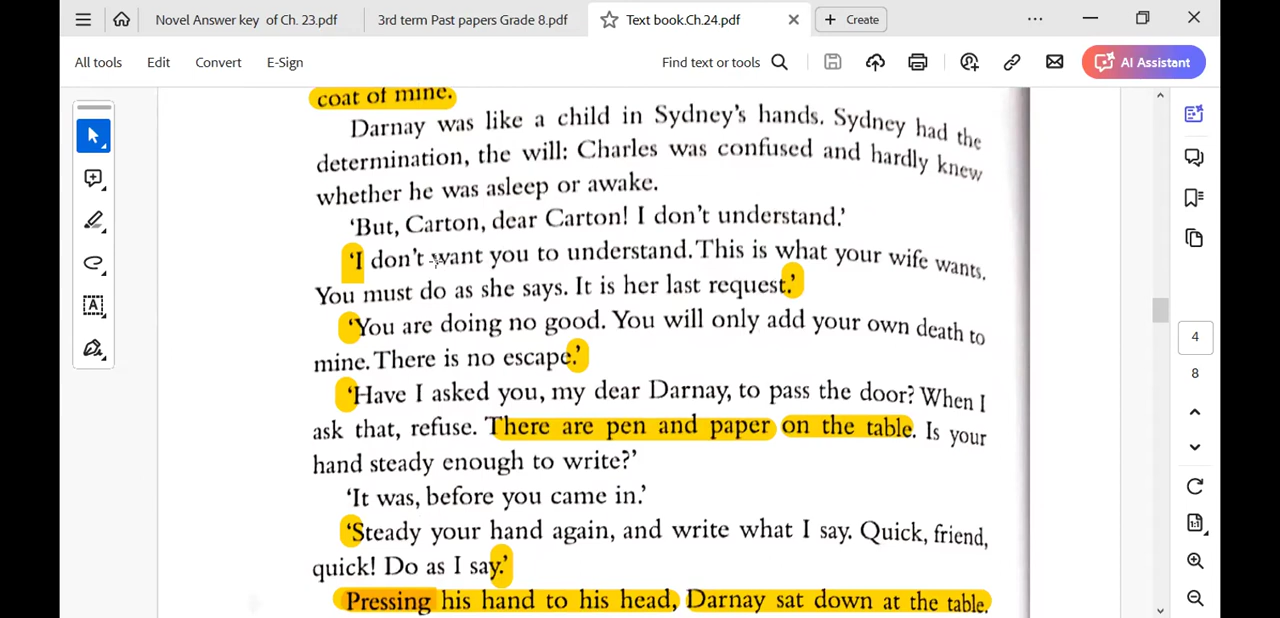 Novel Answer key of Ch. 23.pdf
3rd term Past papers Grade 8.pdf
Text book.Ch.24.pdf
Create
All tools
Edit
Convert
E-Sign
Find text or tools
AI Assistant
coat of mine.
Darnay was like a child in Sydney's hands. Sydney had the
determination, the will: Charles was confused and hardly knew
whether he was asleep or awake.
'But, Carton, dear Carton! I don't understand.'
'I don't want you to understand. This is what your wife wants.
You must do as she says. It is her last request.'
'You are doing no good. You will only add your own death to
mine. There is no escape.'
'Have I asked you, my dear Darnay, to pass the door? When I
ask that, refuse. There are pen and paper on the table. Is your
hand steady enough to write?'
'It was, before you came in.'
'Steady your hand again, and write what I say. Quick, friend,
quick! Do as I say.'
Pressing his hand to his head, Darnay sat down at the table.
4
8
1:1